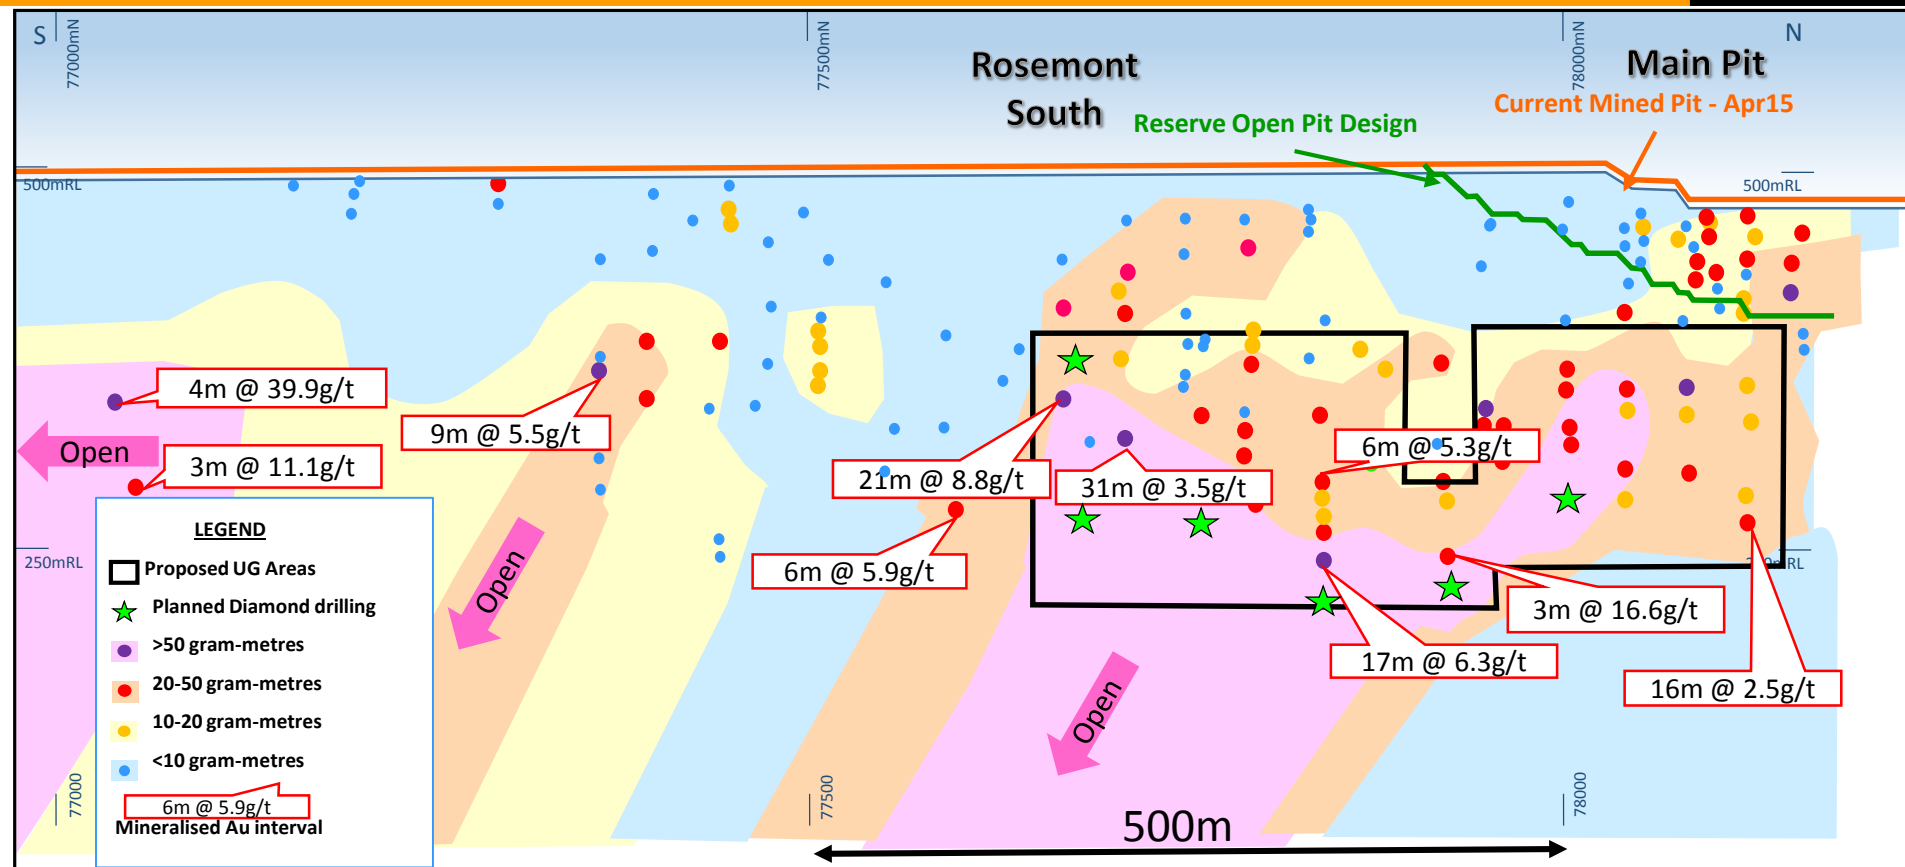 S
77000mN
77500mN
78000mN
N
Rosemont
South
Main Pit
Current Mined Pit - Apr15
Reserve Open Pit Design
500mRL
500mRL
4m @ 39.9g/t
9m @ 5.5g/t
Open
3m @ 11.1g/t
6m @ 5.3g/t
21m @ 8.8g/t
31m @ 3.5g/t
LEGEND
250mRL
Proposed UG Areas
6m @ 5.9g/t
Open
mRL
Planned Diamond drilling
3m @ 16.6g/t
>50 gram-metres
17m @ 6.3g/t
20-50 gram-metres
16m @ 2.5g/t
Open
10-20 gram-metres
<10 gram-metres
6m @ 5.9g/t
Mineralised Au interval
77000
77500
78000
500m